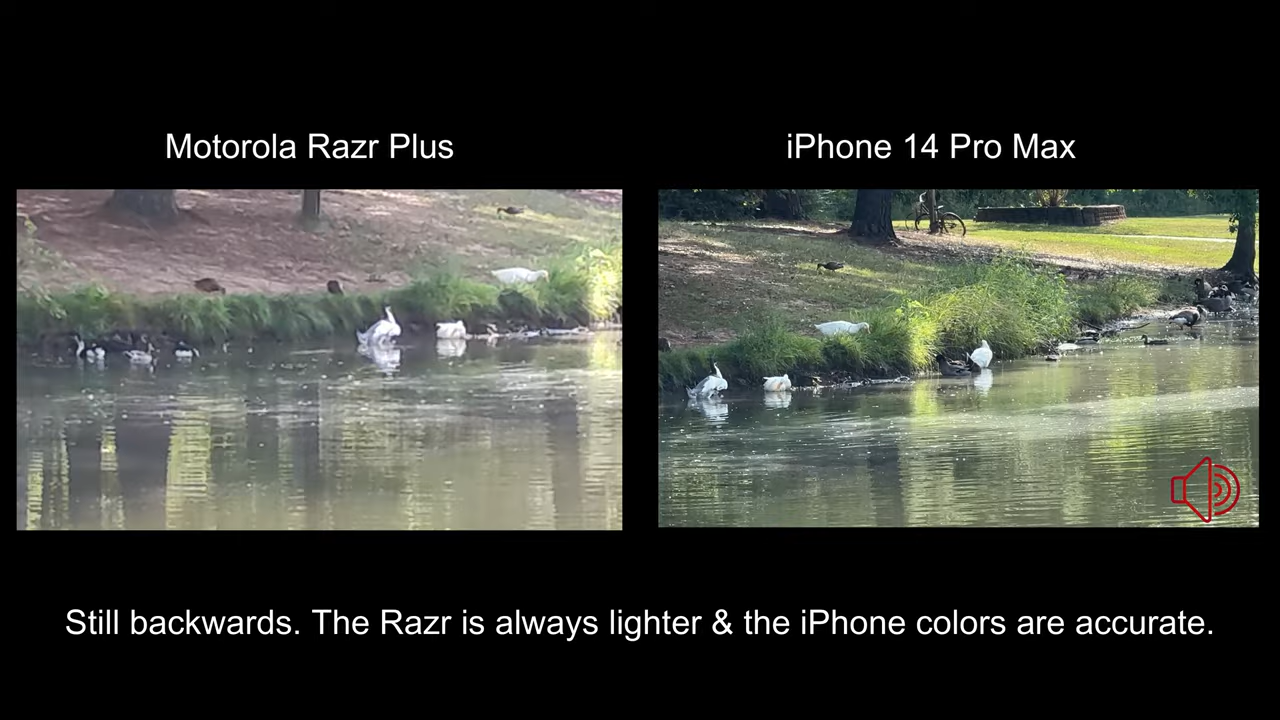 Motorola Razr Plus
iPhone 14 Pro Max
Still backwards. The Razr is always lighter & the iPhone colors are accurate.